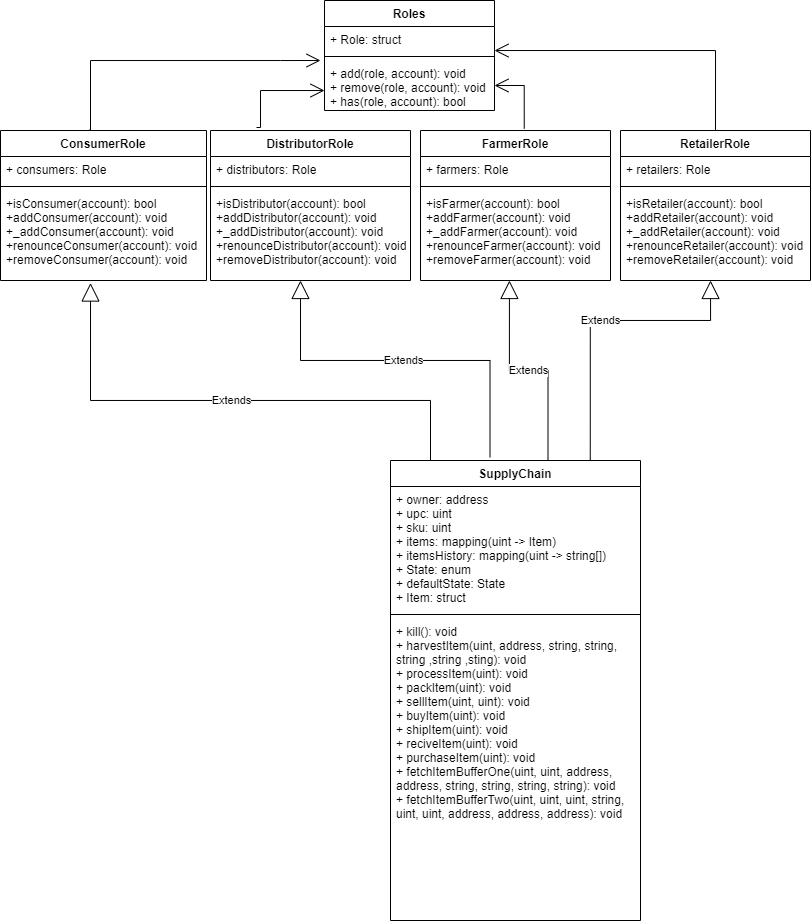 Roles
+ Role: struct
+ add(role, account): void
+ remove(role, account): void
+ has(role, account): bool
ConsumerRole
+ consumers: Role
+isConsumer(account): bool
+addConsumer(account): void
+_addConsumer(account): void
+renounceConsumer(account): void
+removeConsumer(account): void
DistributorRole
+ distributors: Role
+isDistributor(account): bool
+addDistributor(account): void
+_addDistributor(account): void
+renounceDistributor(account): void
+removeDistributor(account): void
FarmerRole
+ farmers: Role
+isFarmer(account): bool
+addFarmer(account): void
+_addFarmer(account): void
+renounceFarmer(account): void
+removeFarmer(account): void
RetailerRole
+ retailers: Role
+isRetailer(account): bool
+addRetailer(account): void
+_addRetailer(account): void
+renounceRetailer(account): void
+removeRetailer(account): void
Extends
Extends
Extends
Extends
SupplyChain
+ owner: address
+ upc: uint
+ sku: uint
+ items: mapping(uint -> Item)
+ itemsHistory: mapping(uint -> string[])
+ State: enum
+ defaultState: State
+ Item: struct
+ kill(): void
+ harvestItem(uint, address, string, string,
string ,string ,sting): void
+ processItem(uint): void
+ packItem(uint): void
+ sellItem(uint, uint): void
+ buyItem(uint): void
+ shipItem(uint): void
+ reciveItem(uint): void
+ purchaseItem(uint): void
+ fetchItemBufferOne(uint, uint, address,
address, string, string, string, string): void
+ fetchItemBufferTwo(uint, uint, uint, string,
uint, uint, address, address, address): void